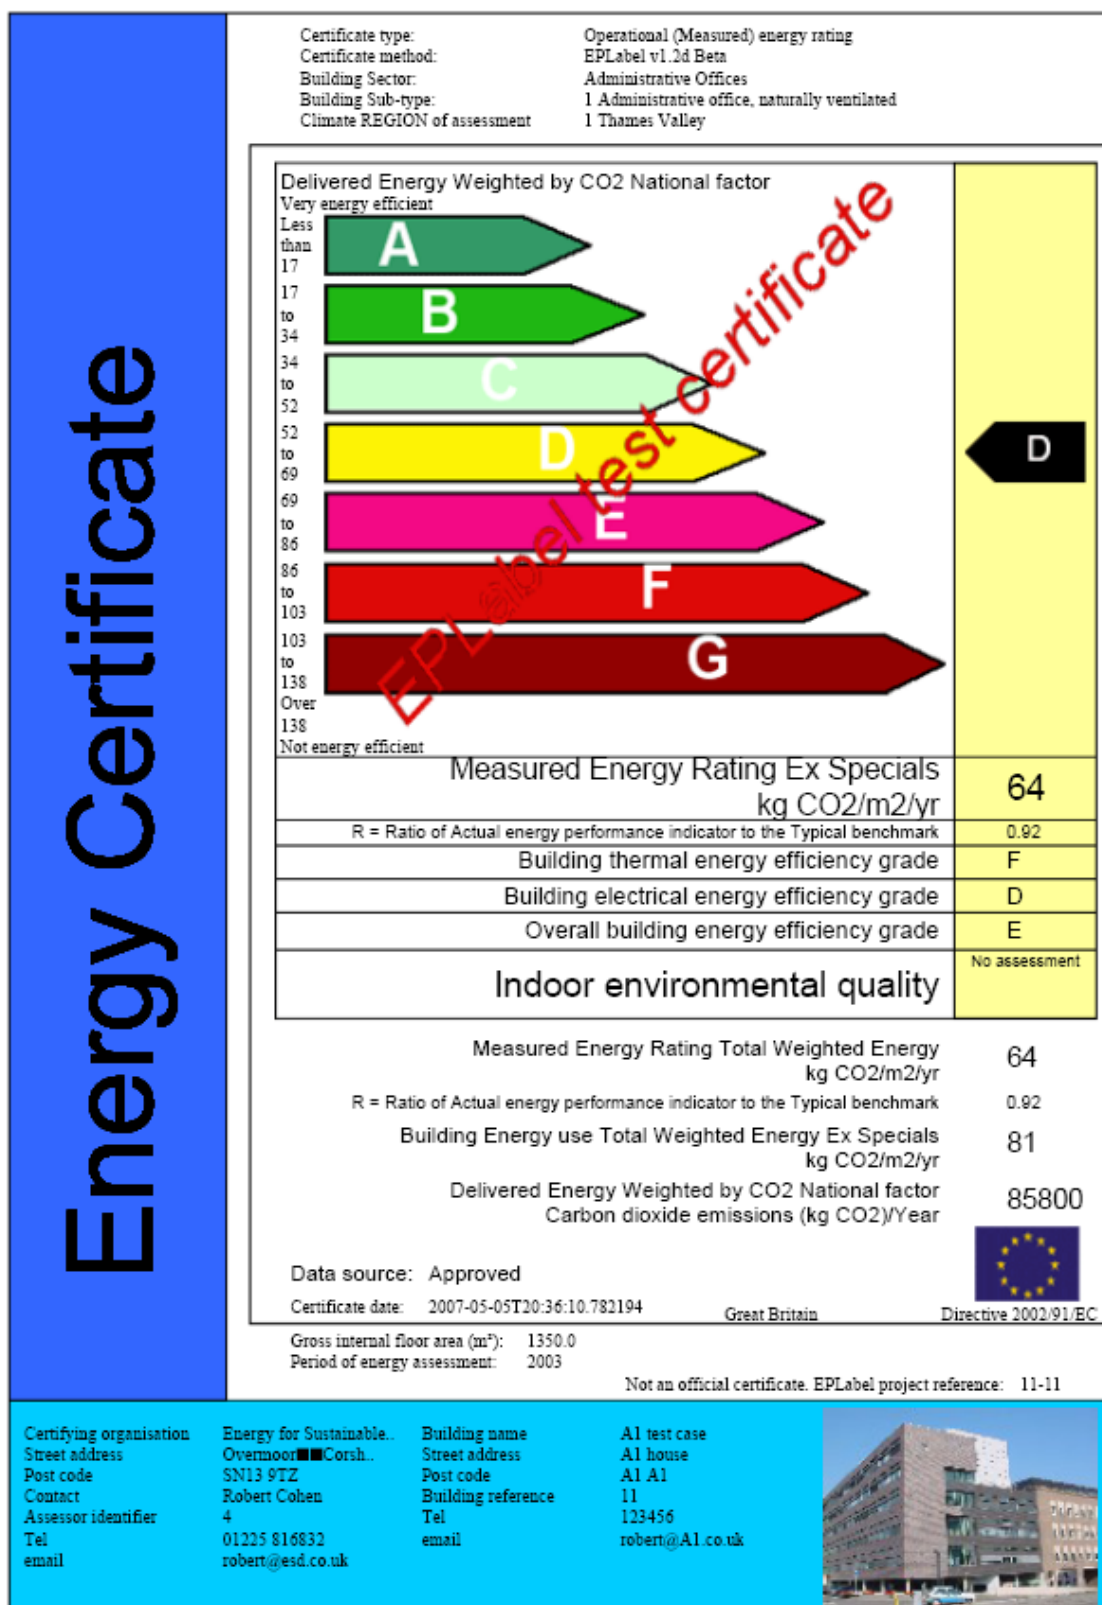 Energy Certificate
Certificate type: Operational (Measured) energy rating
Certificate method: EPLabel v1.2d Beta
Building Sector: Administrative Offices
Building Sub-type: 1 Administrative office, naturally ventilated
Climate REGION of assessment 1 Thames Valley
Delivered Energy Weighted by CO2 National factor
Very energy efficient
Less than 17 A
17 to 34 B
34 to 52 C
52 to 69 D
D
69 to 86 E
86 to 103 F
103 to 138 G
Over 138
Not energy efficient
EPLabel test certificate
Measured Energy Rating Ex Specials
kg CO2/m2/yr 64
R = Ratio of Actual energy performance indicator to the Typical benchmark 0.92
Building thermal energy efficiency grade F
Building electrical energy efficiency grade D
Overall building energy efficiency grade E
Indoor environmental quality No assessment
Measured Energy Rating Total Weighted Energy
kg CO2/m2/yr 64
R = Ratio of Actual energy performance indicator to the Typical benchmark 0.92
Building Energy use Total Weighted Energy Ex Specials
kg CO2/m2/yr 81
Delivered Energy Weighted by CO2 National factor
Carbon dioxide emissions (kg CO2)/Year 85800
Data source: Approved
Certificate date: 2007-05-05T20:36:10.782194 Great Britain Directive 2002/91/EC
Gross internal floor area (m²): 1350.0
Period of energy assessment: 2003
Not an official certificate. EPLabel project reference: 11-11
Certifying organisation Energy for Sustainable.. Building name A1 test case
Street address Overmoor■■Corsh.. Street address A1 house
Post code SN13 9TZ Post code A1 A1
Contact Robert Cohen Building reference 11
Assessor identifier 4 Tel 123456
Tel 01225 816832 email robert@A1.co.uk
email robert@esd.co.uk